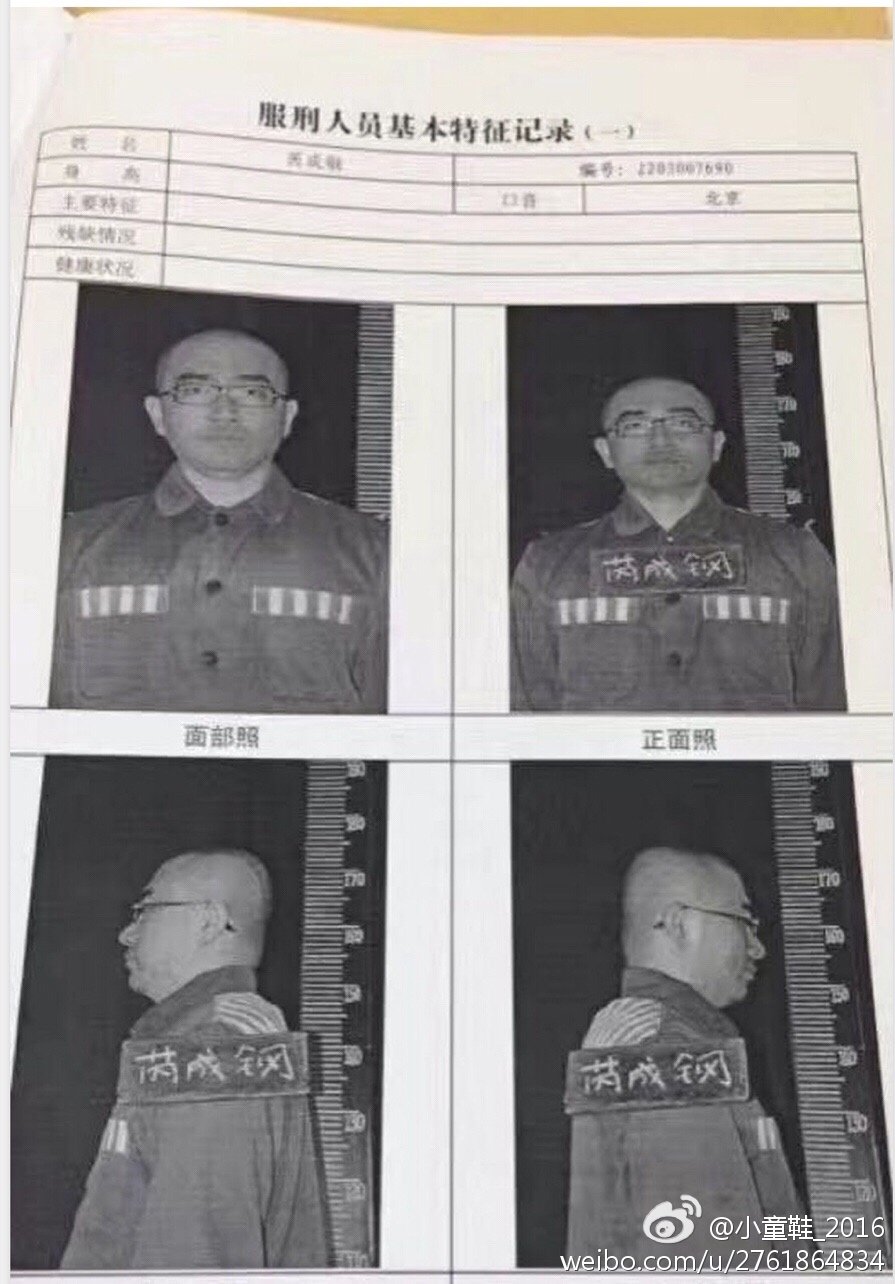 服刑人员基本特征记录(一)
姓 名 芮成钢 编号: 2203007690
身 高
主要特征 口音 北京
残缺情况
健康状况
190
180
170
160
150
芮成钢
面部照 正面照
190 190
180 180
170 170
160 160
150 150
140 140
芮成钢 芮成钢
130 130
120 120
110
@小童鞋_2016
weibo.com/u/2761864834